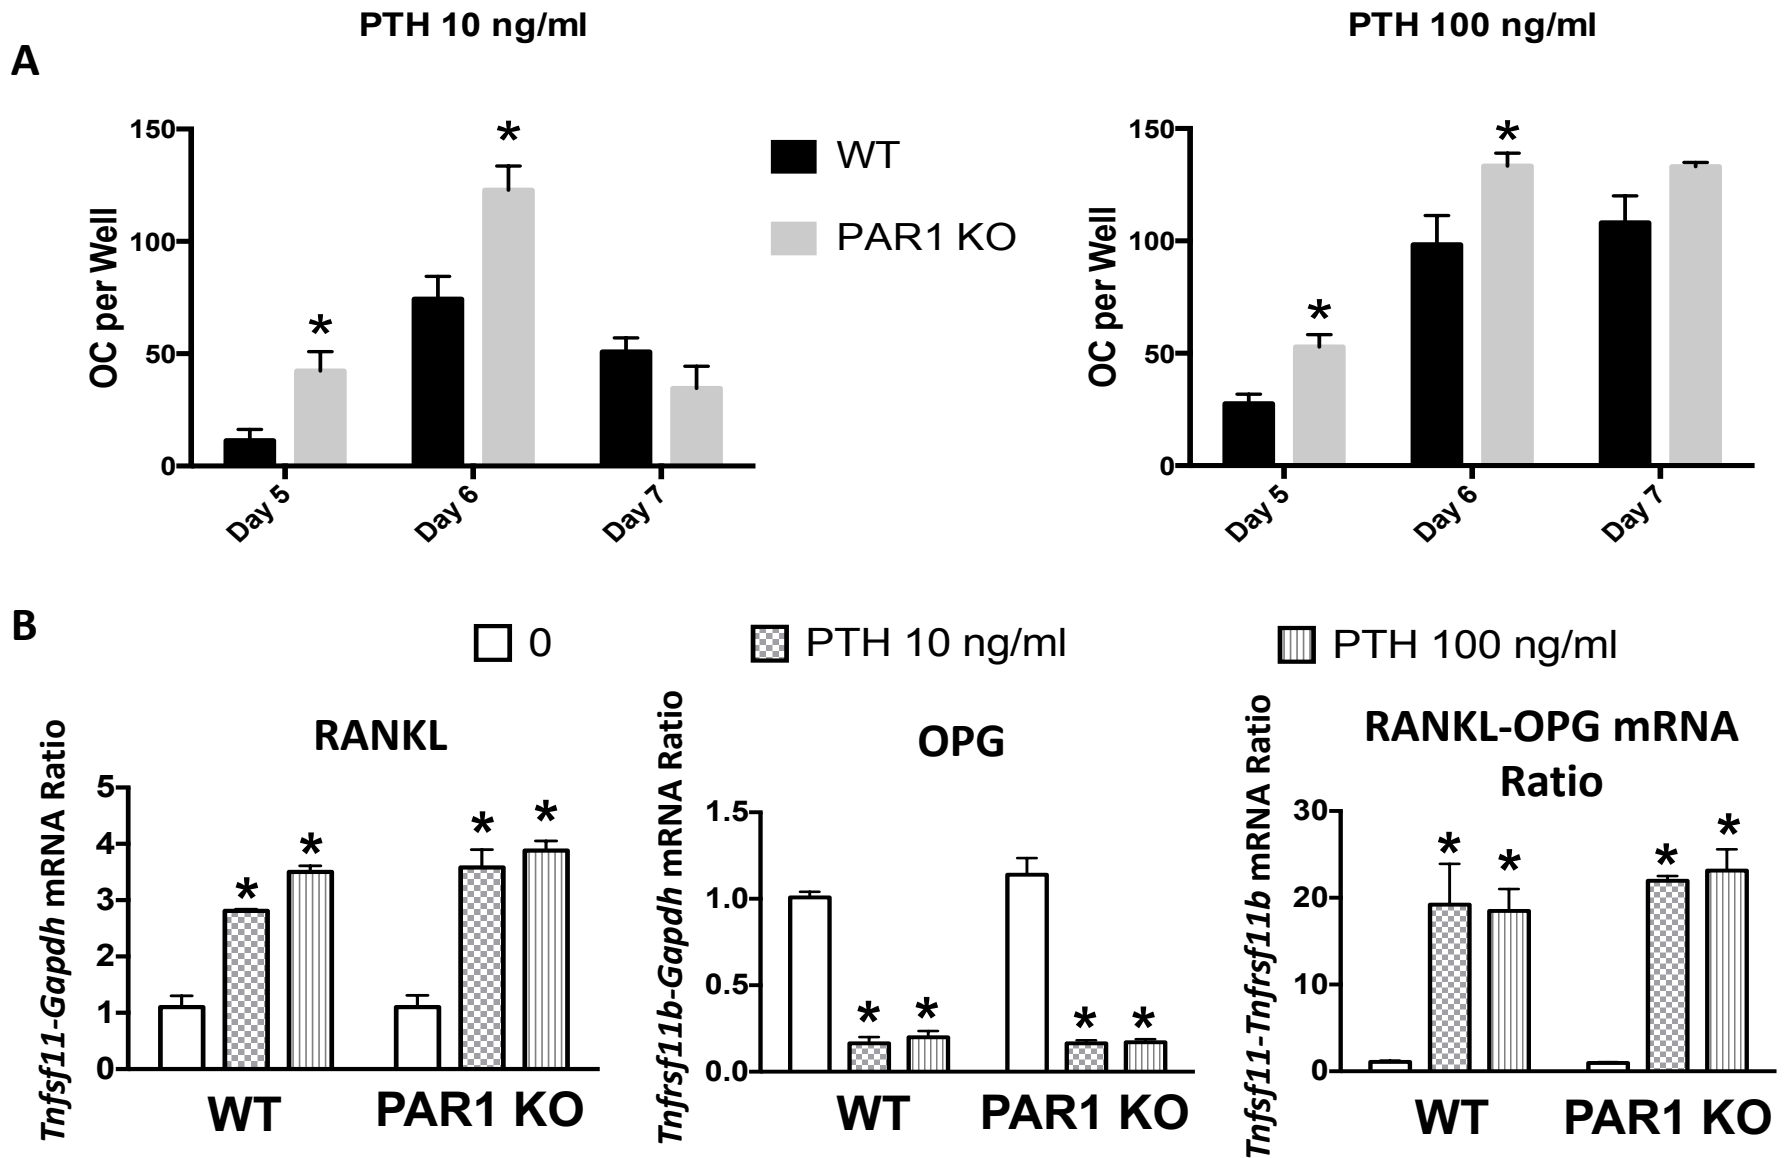 PTH 10 ng/ml
PTH 100 ng/ml
A
OC per Well
150
100
50
0
*
*
Day 5
Day 6
Day 7
WT
PAR1 KO
OC per Well
150
100
50
0
*
*
Day 5
Day 6
Day 7
B
0
PTH 10 ng/ml
PTH 100 ng/ml
RANKL
Tnfsf11-Gapdh mRNA Ratio
5
4
3
2
1
0
* * * *
WT
PAR1 KO
OPG
Tnfrsf11b-Gapdh mRNA Ratio
1.5
1.0
0.5
0.0
* * * *
WT
PAR1 KO
RANKL-OPG mRNA
Ratio
Tnfsf11-Tnfrsf11b mRNA Ratio
30
20
10
0
* * * *
WT
PAR1 KO